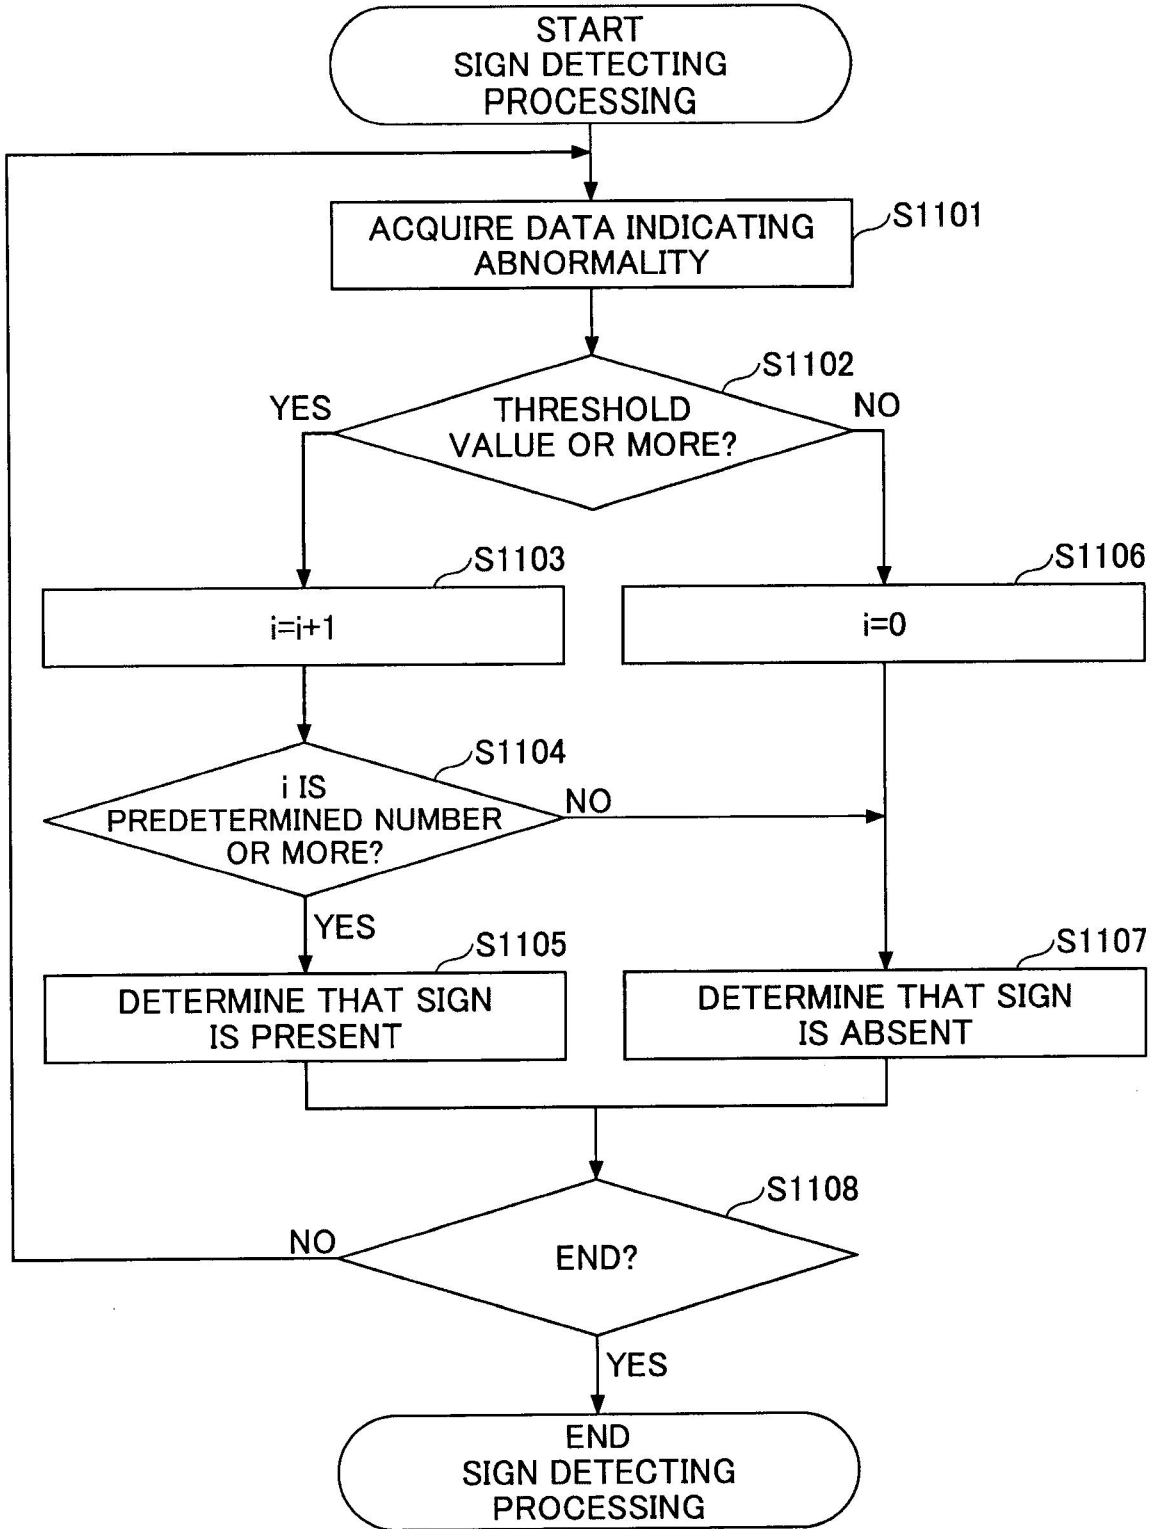 START
SIGN DETECTING
PROCESSING
ACQUIRE DATA INDICATING
ABNORMALITY
S1101
S1102
YES
THRESHOLD
VALUE OR MORE?
NO
S1103
i=i+1
S1106
i=0
S1104
i IS
PREDETERMINED NUMBER
OR MORE?
NO
YES
S1105
DETERMINE THAT SIGN
IS PRESENT
S1107
DETERMINE THAT SIGN
IS ABSENT
S1108
NO
END?
YES
END
SIGN DETECTING
PROCESSING